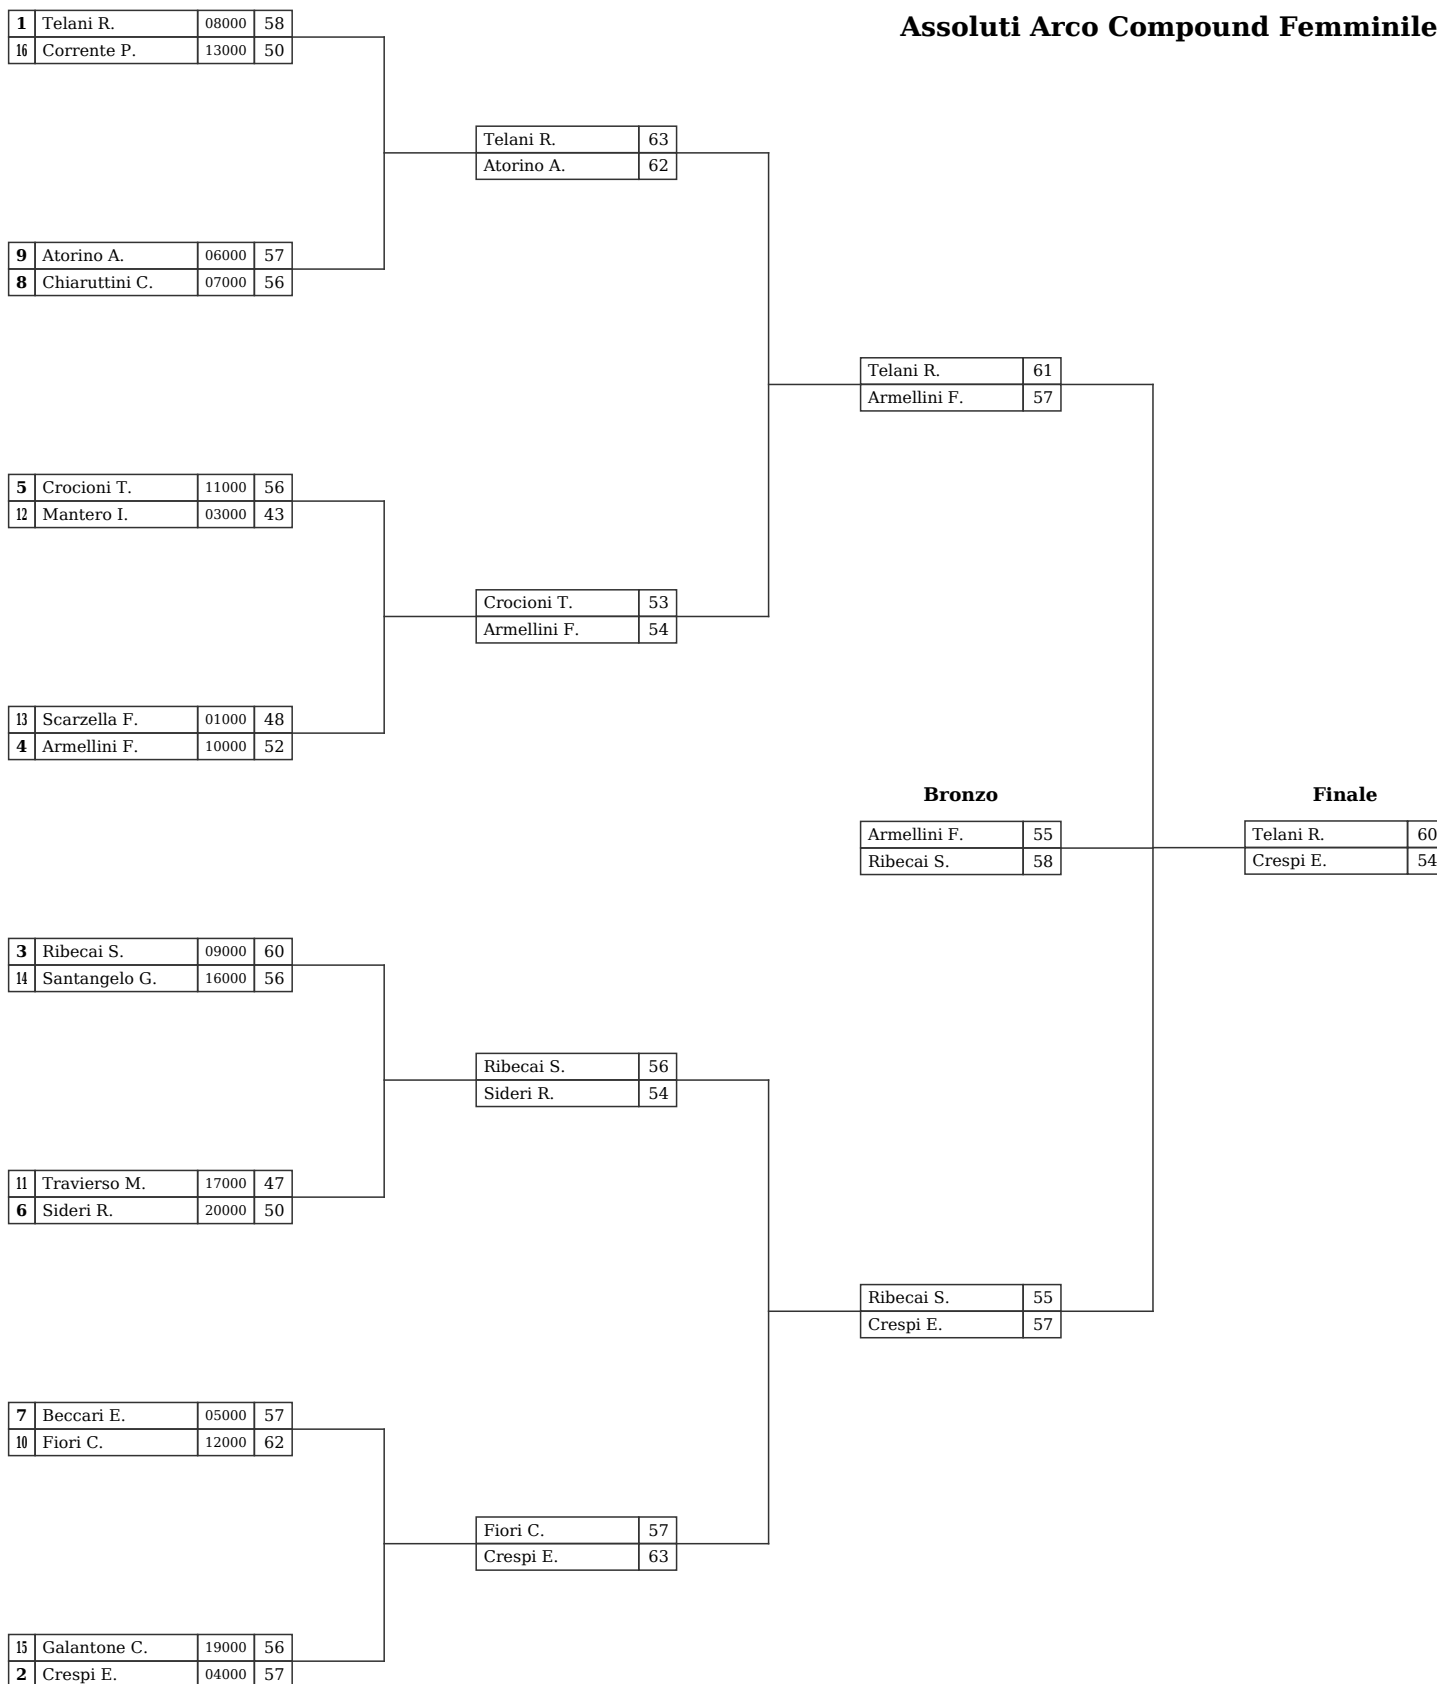 Assoluti Arco Compound Femminile
1 Telani R. 08000 58
16 Corrente P. 13000 50
Telani R. 63
Atorino A. 62
9 Atorino A. 06000 57
8 Chiaruttini C. 07000 56
Telani R. 61
Armellini F. 57
5 Crocioni T. 11000 56
12 Mantero I. 03000 43
Crocioni T. 53
Armellini F. 54
13 Scarzella F. 01000 48
4 Armellini F. 10000 52
Bronzo
Armellini F. 55
Ribecai S. 58
Finale
Telani R. 60
Crespi E. 54
3 Ribecai S. 09000 60
14 Santangelo G. 16000 56
Ribecai S. 56
Sideri R. 54
11 Travierso M. 17000 47
6 Sideri R. 20000 50
Ribecai S. 55
Crespi E. 57
7 Beccari E. 05000 57
10 Fiori C. 12000 62
Fiori C. 57
Crespi E. 63
15 Galantone C. 19000 56
2 Crespi E. 04000 57